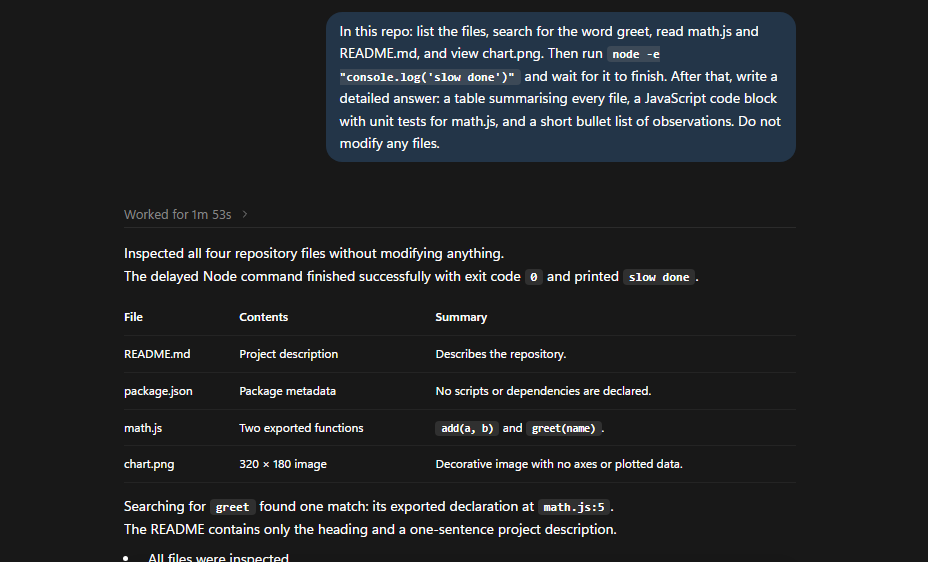 In this repo: list the files, search for the word greet, read math.js and
README.md, and view chart.png. Then run node -e
"console.log('slow done')" and wait for it to finish. After that, write a
detailed answer: a table summarising every file, a JavaScript code block
with unit tests for math.js, and a short bullet list of observations. Do not
modify any files.
Worked for 1m 53s
Inspected all four repository files without modifying anything.
The delayed Node command finished successfully with exit code 0 and printed slow done.
File Contents Summary
README.md Project description Describes the repository.
package.json Package metadata No scripts or dependencies are declared.
math.js Two exported functions add(a, b) and greet(name).
chart.png 320 × 180 image Decorative image with no axes or plotted data.
Searching for greet found one match: its exported declaration at math.js:5.
The README contains only the heading and a one-sentence project description.
• All files were inspected